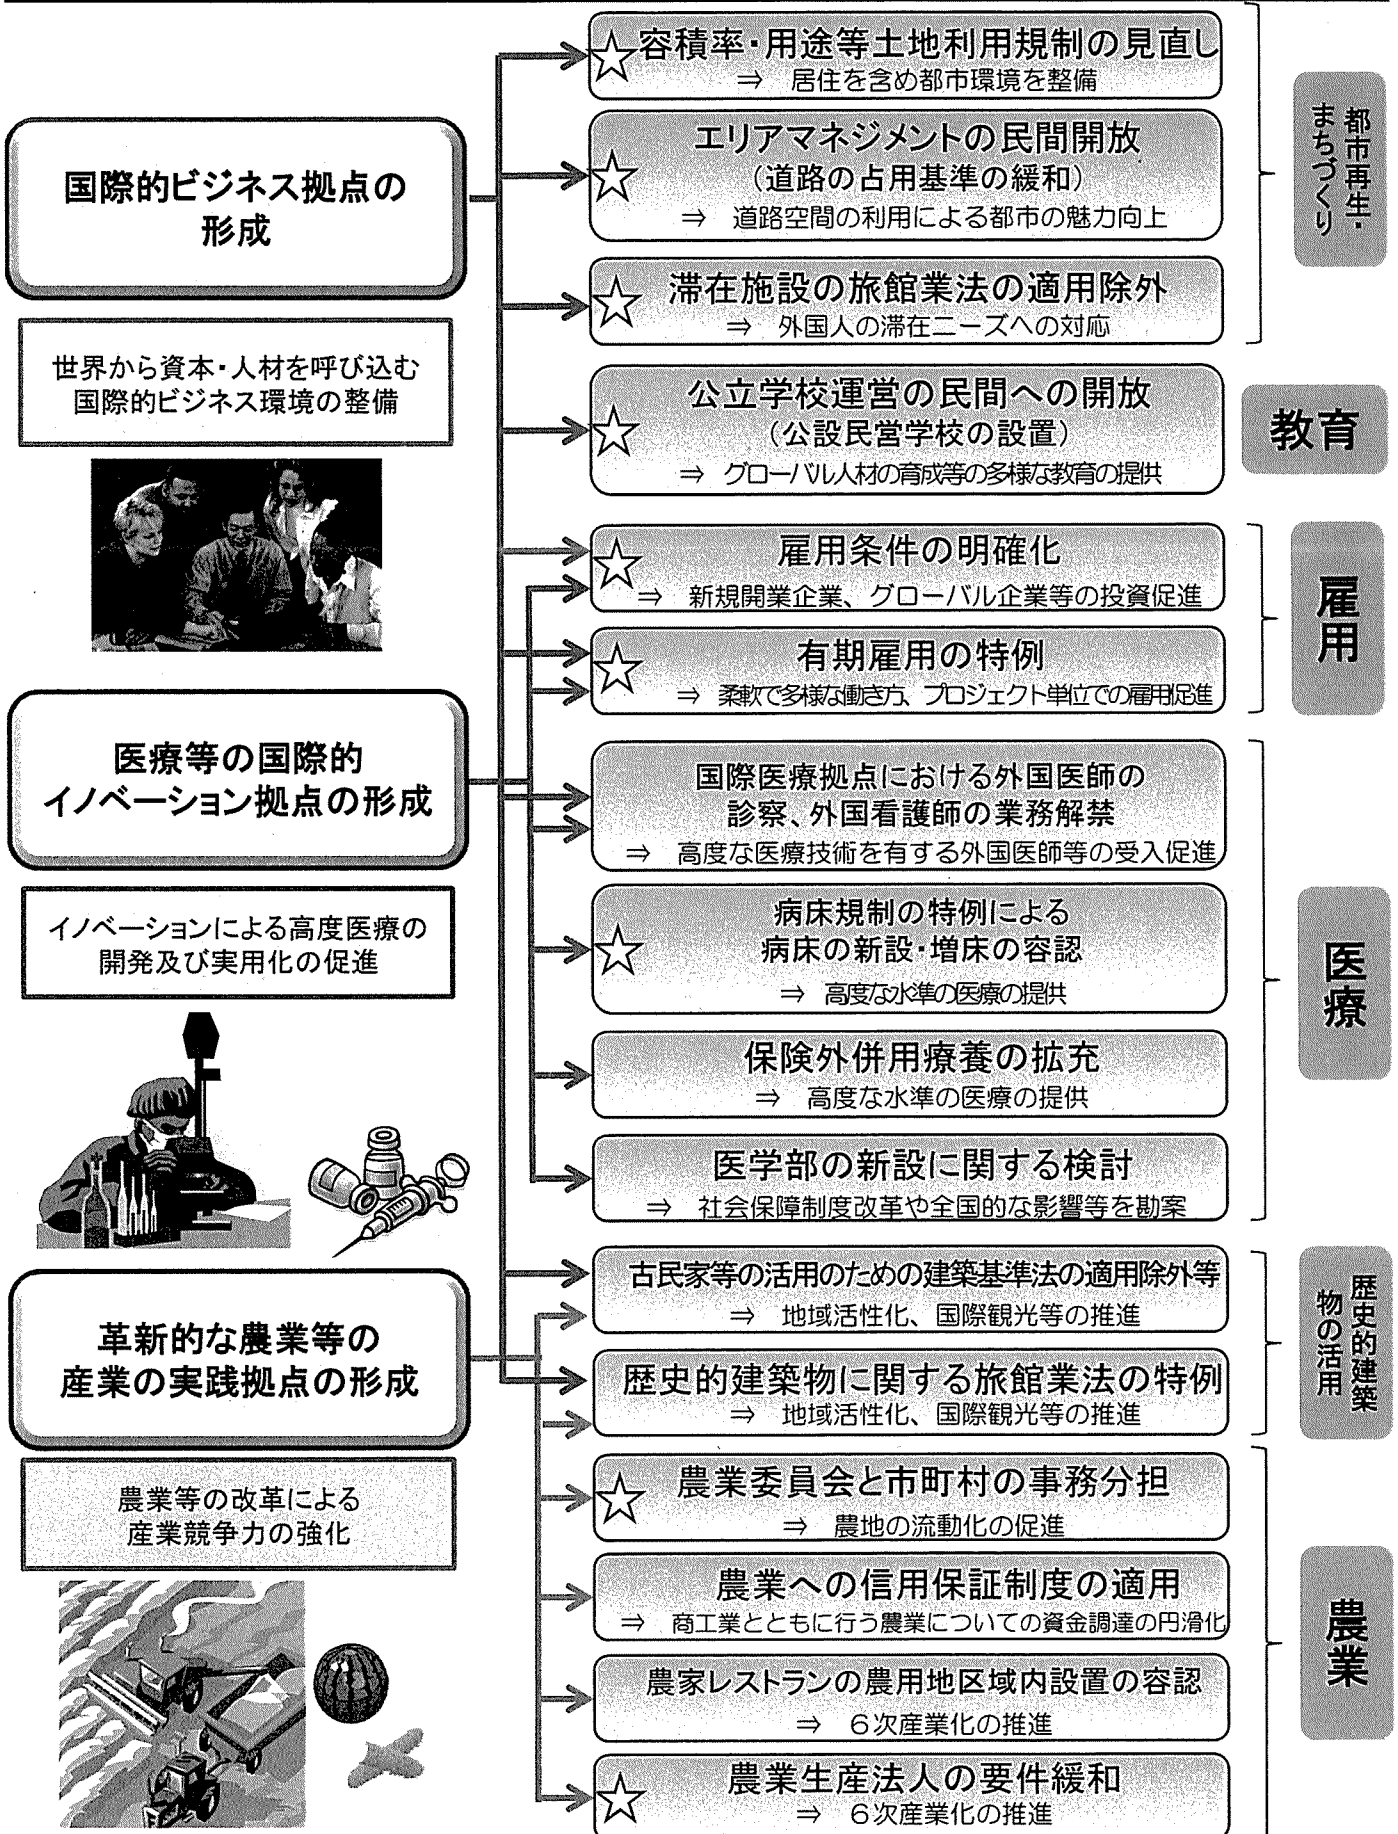 国際的ビジネス拠点の
形成
世界から資本・人材を呼び込む
国際的ビジネス環境の整備
医療等の国際的
イノベーション拠点の形成
イノベーションによる高度医療の
開発及び実用化の促進
革新的な農業等の
産業の実践拠点の形成
農業等の改革による
産業競争力の強化
☆容積率・用途等土地利用規制の見直し
⇒ 居住を含め都市環境を整備
エリアマネジメントの民間開放
☆(道路の占用基準の緩和)
⇒ 道路空間の利用による都市の魅力向上
☆滞在施設の旅館業法の適用除外
⇒ 外国人の滞在ニーズへの対応
都市再生・
まちづくり
公立学校運営の民間への開放
☆(公設民営学校の設置)
⇒ グローバル人材の育成等の多様な教育の提供
教育
☆雇用条件の明確化
⇒ 新規開業企業、グローバル企業等の投資促進
☆有期雇用の特例
⇒ 柔軟で多様な働き方、プロジェクト単位での雇用促進
雇用
国際医療拠点における外国医師の
診察、外国看護師の業務解禁
⇒ 高度な医療技術を有する外国医師等の受入促進
病床規制の特例による
☆病床の新設・増床の容認
⇒ 高度な水準の医療の提供
保険外併用療養の拡充
⇒ 高度な水準の医療の提供
医学部の新設に関する検討
⇒ 社会保障制度改革や全国的な影響等を勘案
医療
古民家等の活用のための建築基準法の適用除外等
⇒ 地域活性化、国際観光等の推進
歴史的建築物に関する旅館業法の特例
⇒ 地域活性化、国際観光等の推進
歴史的建築
物の活用
☆農業委員会と市町村の事務分担
⇒ 農地の流動化の促進
農業への信用保証制度の適用
⇒ 商工業とともに行う農業についての資金調達の円滑化
農家レストランの農用地区域内設置の容認
⇒ 6次産業化の推進
☆農業生産法人の要件緩和
⇒ 6次産業化の推進
農業